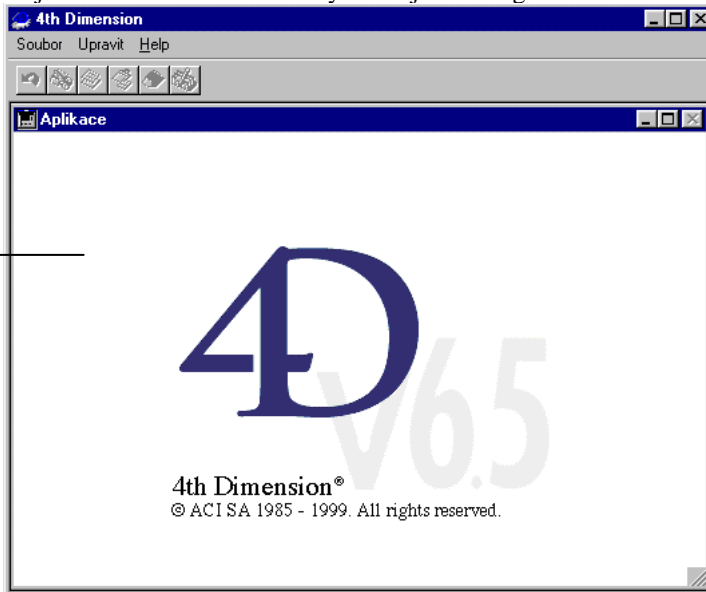 4th Dimension
Soubor Upravit Help
Aplikace
4D
V6.5
4th Dimension®
© ACI SA 1985 - 1999. All rights reserved.